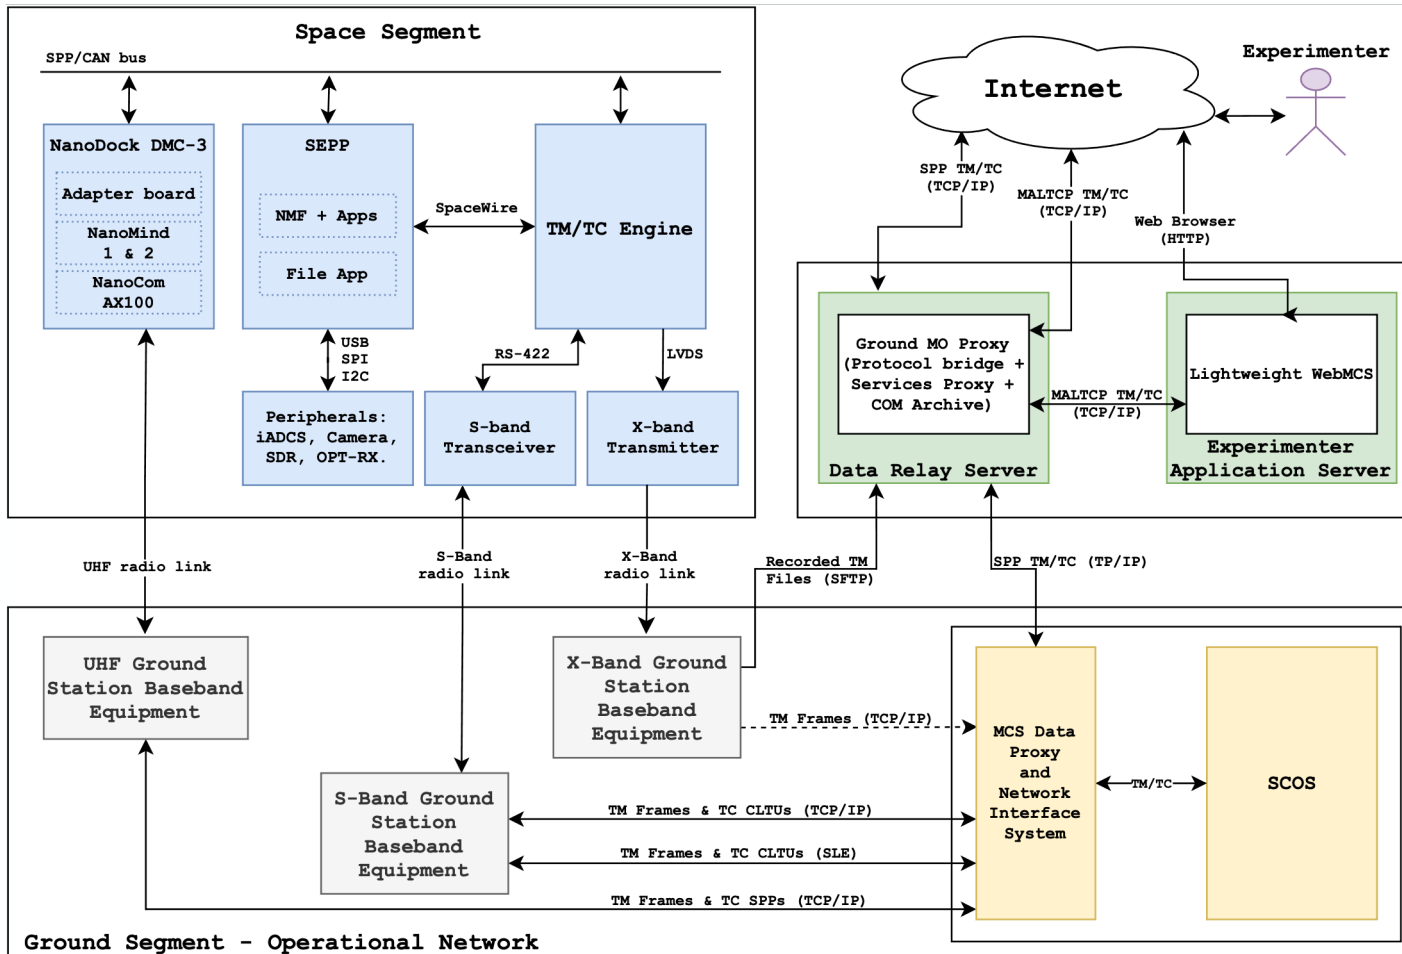 Space Segment
SPP/CAN bus
NanoDock DMC-3
Adapter board
NanoMind
1 & 2
NanoCom
AX100
SEPP
NMF + Apps
File App
SpaceWire
TM/TC Engine
USB
SPI
I2C
RS-422
LVDS
Peripherals:
iADCS, Camera,
SDR, OPT-RX.
S-band
Transceiver
X-band
Transmitter
Internet
Experimenter
SPP TM/TC
(TCP/IP)
MALTCP TM/TC
(TCP/IP)
Web Browser
(HTTP)
Ground MO Proxy
(Protocol bridge +
Services Proxy +
COM Archive)
Data Relay Server
MALTCP TM/TC
(TCP/IP)
Lightweight WebMCS
Experimenter
Application Server
UHF radio link
S-Band
radio link
X-Band
radio link
Recorded TM
Files (SFTP)
SPP TM/TC (TP/IP)
UHF Ground
Station Baseband
Equipment
S-Band Ground
Station
Baseband
Equipment
X-Band Ground
Station
Baseband
Equipment
TM Frames (TCP/IP)
TM Frames & TC CLTUs (TCP/IP)
TM Frames & TC CLTUs (SLE)
TM Frames & TC SPPs (TCP/IP)
MCS Data
Proxy
and
Network
Interface
System
TM/TC
SCOS
Ground Segment - Operational Network